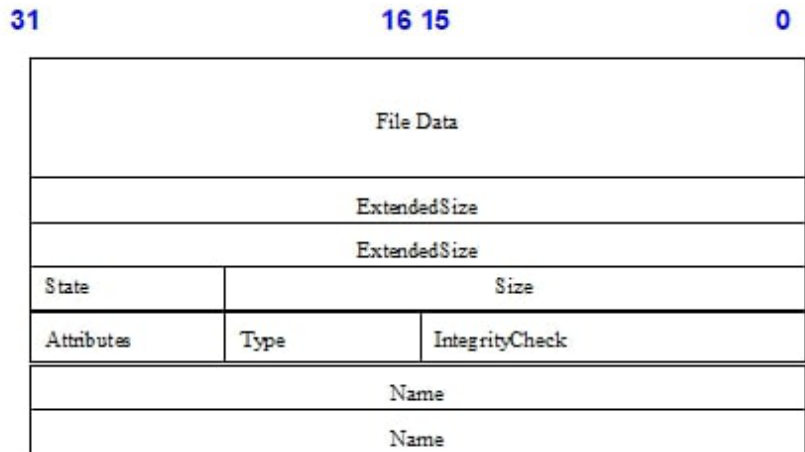 31 16 15 0
File Data
ExtendedSize
ExtendedSize
State Size
Attributes Type IntegrityCheck
Name
Name